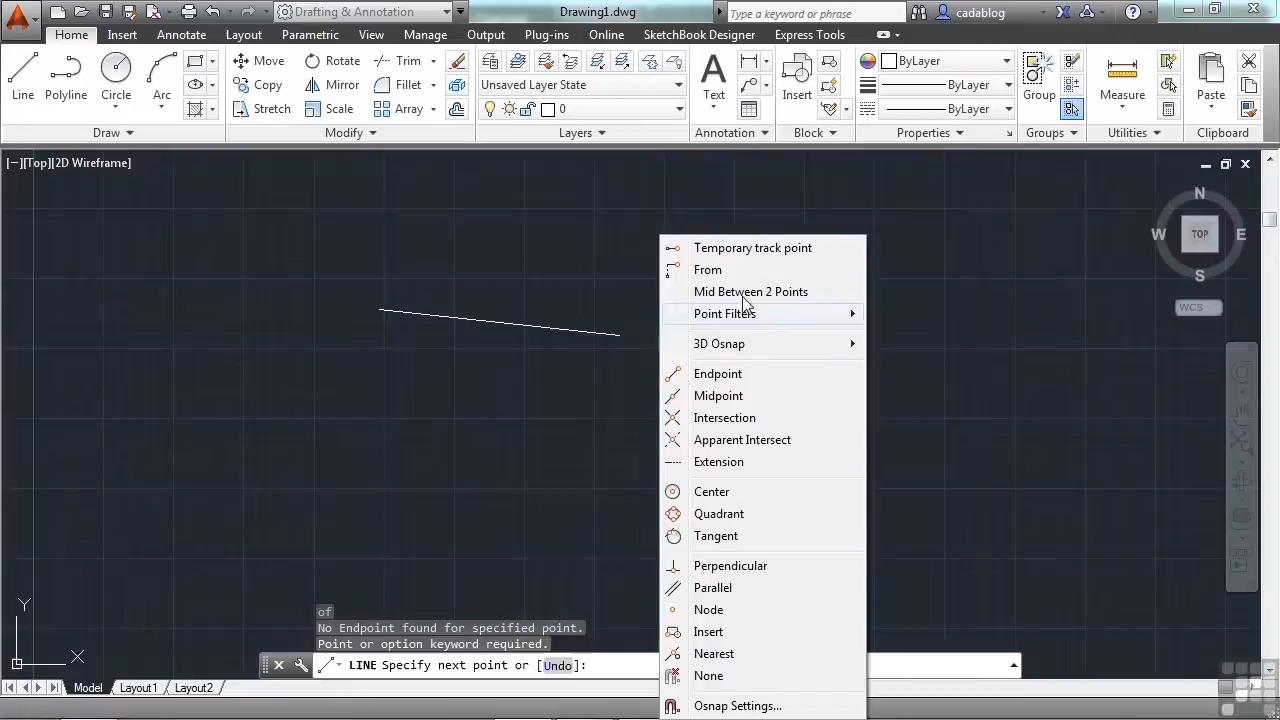 Drafting & Annotation
Drawing1.dwg
Type a keyword or phrase
cadablog
Home Insert Annotate Layout Parametric View Manage Output Plug-ins Online SketchBook Designer Express Tools
Line Polyline Circle Arc
Move Rotate Trim
Copy Mirror Fillet
Stretch Scale Array
Unsaved Layer State
0
Text
Insert
ByLayer
ByLayer
ByLayer
Group
Measure
Paste
Draw Modify Layers Annotation Block Properties Groups Utilities Clipboard
[−][Top][2D Wireframe]
N
W TOP E
S
WCS
Temporary track point
From
Mid Between 2 Points
Point Filters
3D Osnap
Endpoint
Midpoint
Intersection
Apparent Intersect
Extension
Center
Quadrant
Tangent
Perpendicular
Parallel
Node
Insert
Nearest
None
Osnap Settings...
Y
X
of
No Endpoint found for specified point.
Point or option keyword required.
LINE Specify next point or [Undo]:
Model Layout1 Layout2